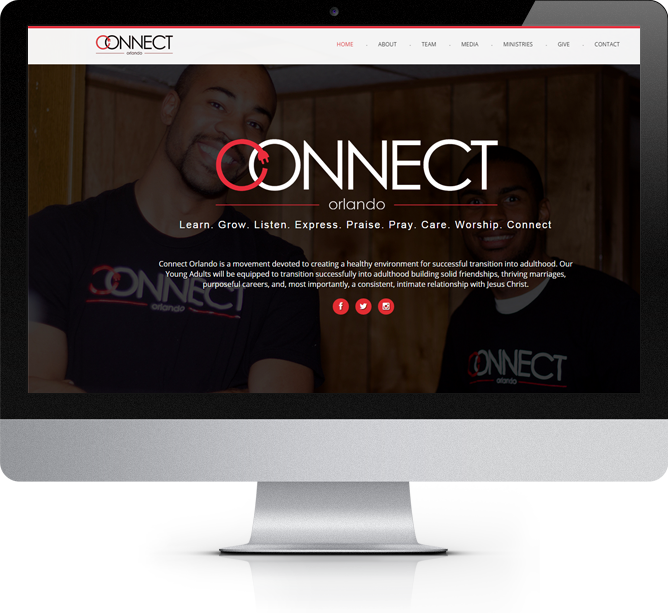 CONNECT
orlando
HOME
ABOUT
TEAM
MEDIA
MINISTRIES
GIVE
CONTACT
CONNECT
orlando
Learn. Grow. Listen. Express. Praise. Pray. Care. Worship. Connect
Connect Orlando is a movement devoted to creating a healthy environment for successful transition into adulthood. Our
Young Adults will be equipped to transition successfully into adulthood building solid friendships, thriving marriages,
purposeful careers, and, most importantly, a consistent, intimate relationship with Jesus Christ.
CONNECT
orlando
CONNECT
orlando